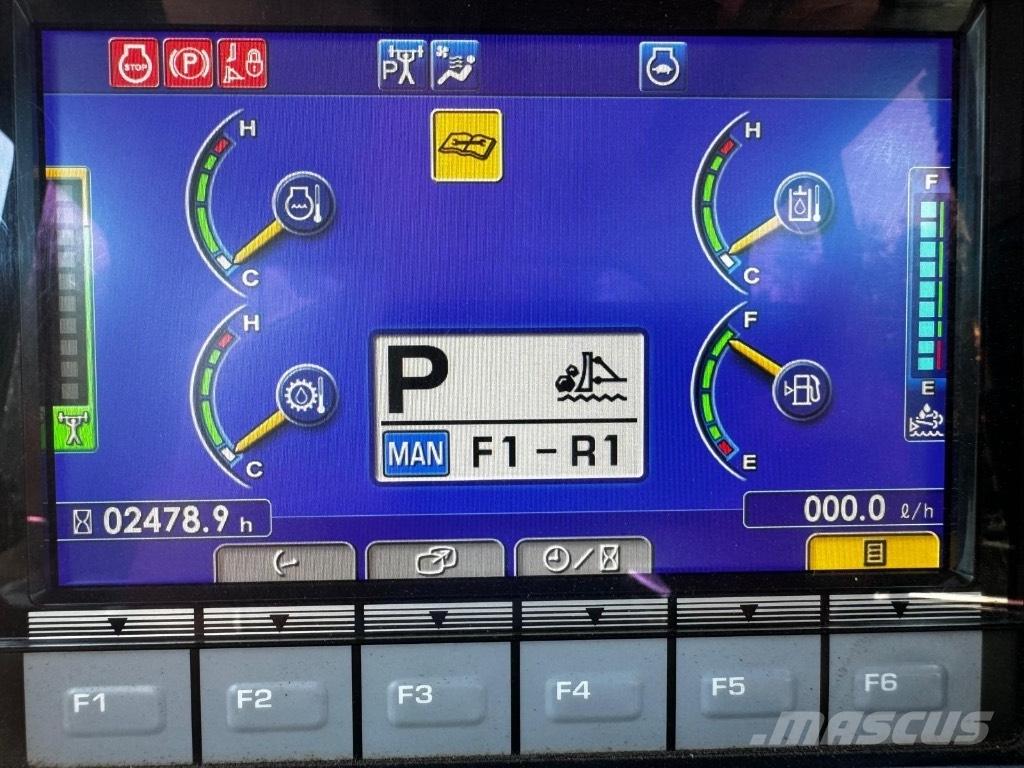 STOP P
P
H
H
F
C
C
H
F
P
E
MAN F1-R1
C
E
02478.9 h
000.0 ℓ/h
F1 F2 F3 F4 F5 F6
.MASCUS